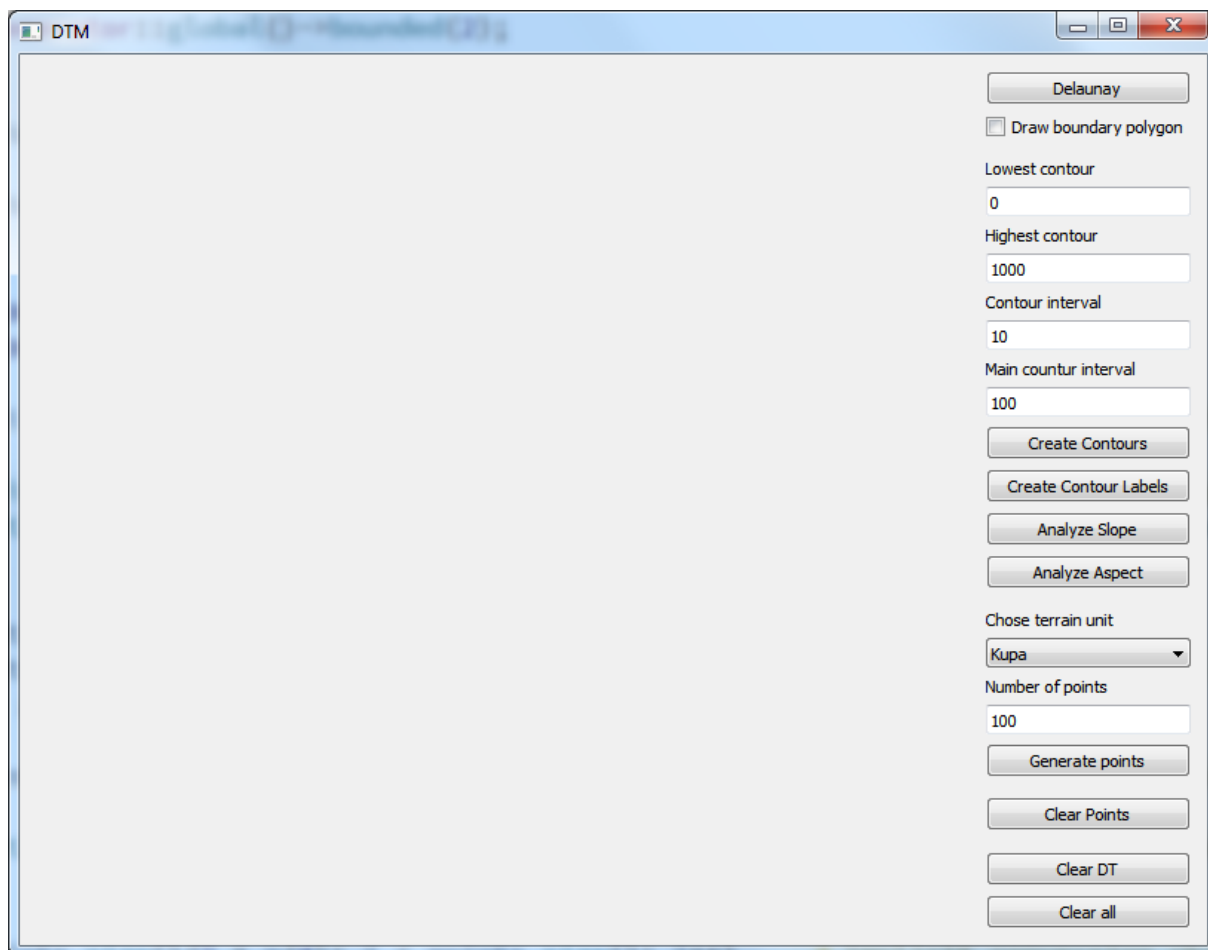 DTM
Delaunay
Draw boundary polygon
Lowest contour
0
Highest contour
1000
Contour interval
10
Main countur interval
100
Create Contours
Create Contour Labels
Analyze Slope
Analyze Aspect
Chose terrain unit
Kupa
Number of points
100
Generate points
Clear Points
Clear DT
Clear all